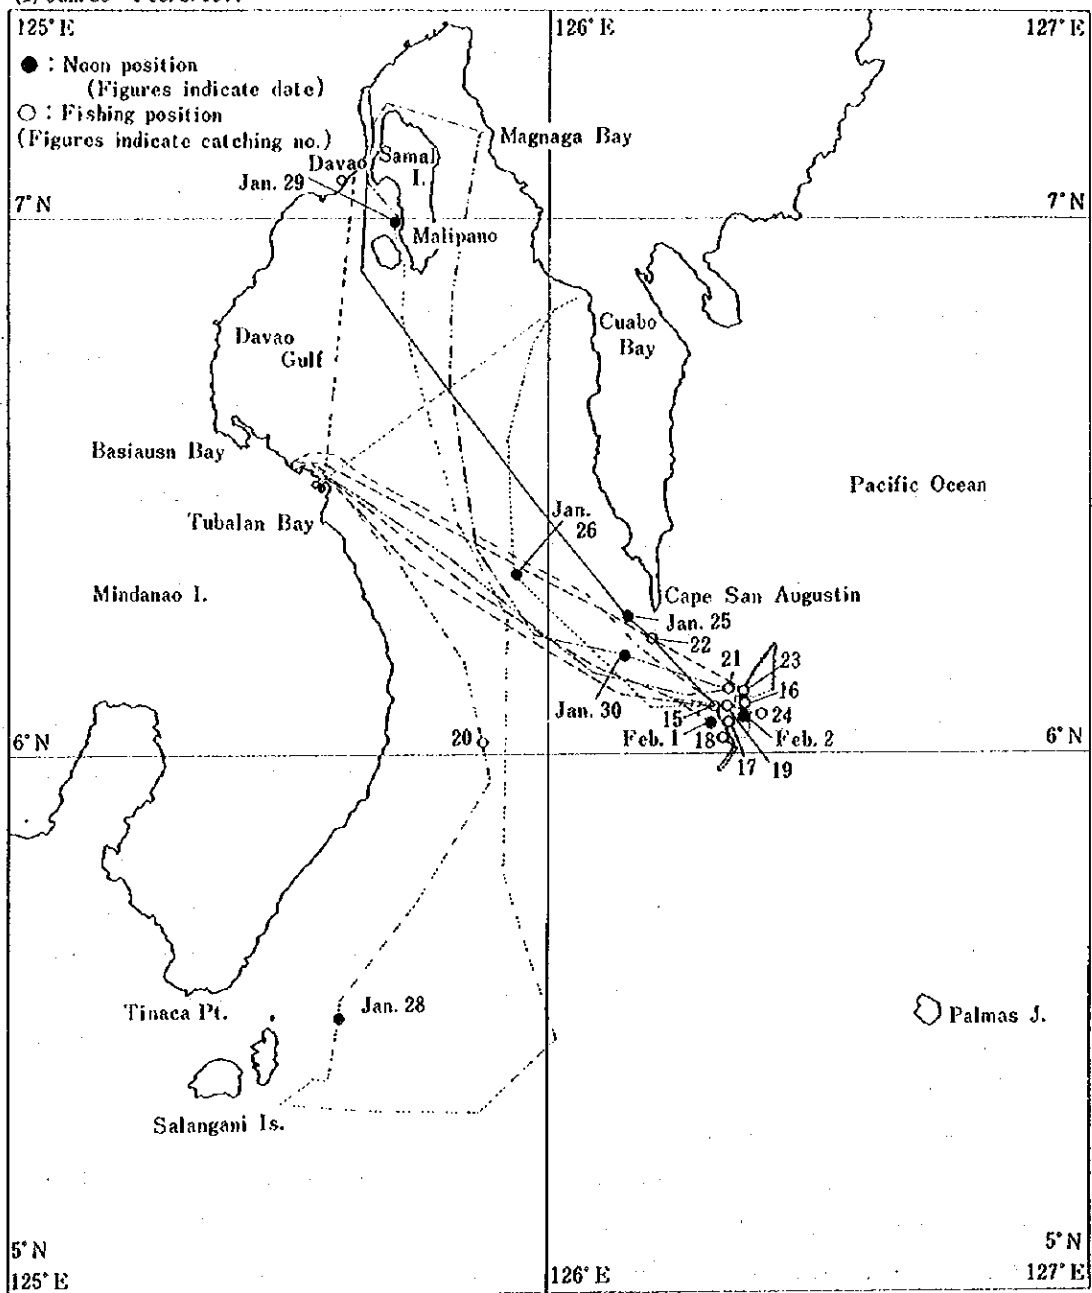 125° E
126° E
127° E
● : Noon position
(Figures indicate date)
○ : Fishing position
(Figures indicate catching no.)
Magnaga Bay
Davao
Samal
I.
Jan. 29
7° N
7° N
Malipano
Davao
Gulf
Cuabo
Bay
Basiausn Bay
Pacific Ocean
Jan.
26
Tubalan Bay
Mindanao I.
Cape San Augustin
Jan. 25
22
21
23
16
Jan. 30
15
24
Feb. 1
18
Feb. 2
20
6° N
6° N
17
19
Tinaca Pt.
Jan. 28
Palmas J.
Salangani Is.
5° N
5° N
125° E
126° E
127° E